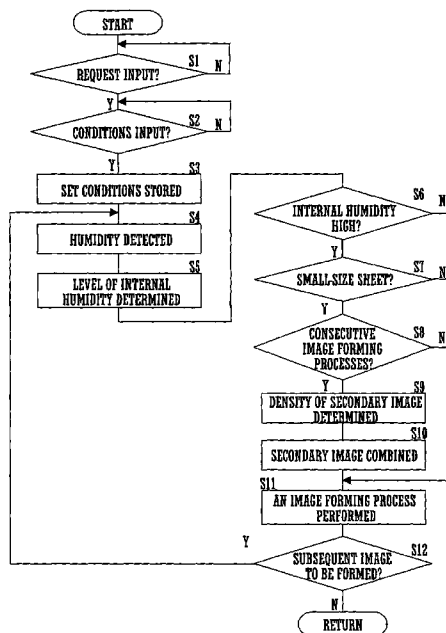 START
S1
REQUEST INPUT?
N
Y
S2
CONDITIONS INPUT?
N
Y
S3
SET CONDITIONS STORED
S4
HUMIDITY DETECTED
S5
LEVEL OF INTERNAL
HUMIDITY DETERMINED
S6
INTERNAL HUMIDITY
HIGH?
N
Y
S7
SMALL-SIZE SHEET?
N
Y
S8
CONSECUTIVE
IMAGE FORMING
PROCESSES?
N
Y
S9
DENSITY OF SECONDARY IMAGE
DETERMINED
S10
SECONDARY IMAGE COMBINED
S11
AN IMAGE FORMING PROCESS
PERFORMED
Y
S12
SUBSEQUENT IMAGE
TO BE FORMED?
N
RETURN